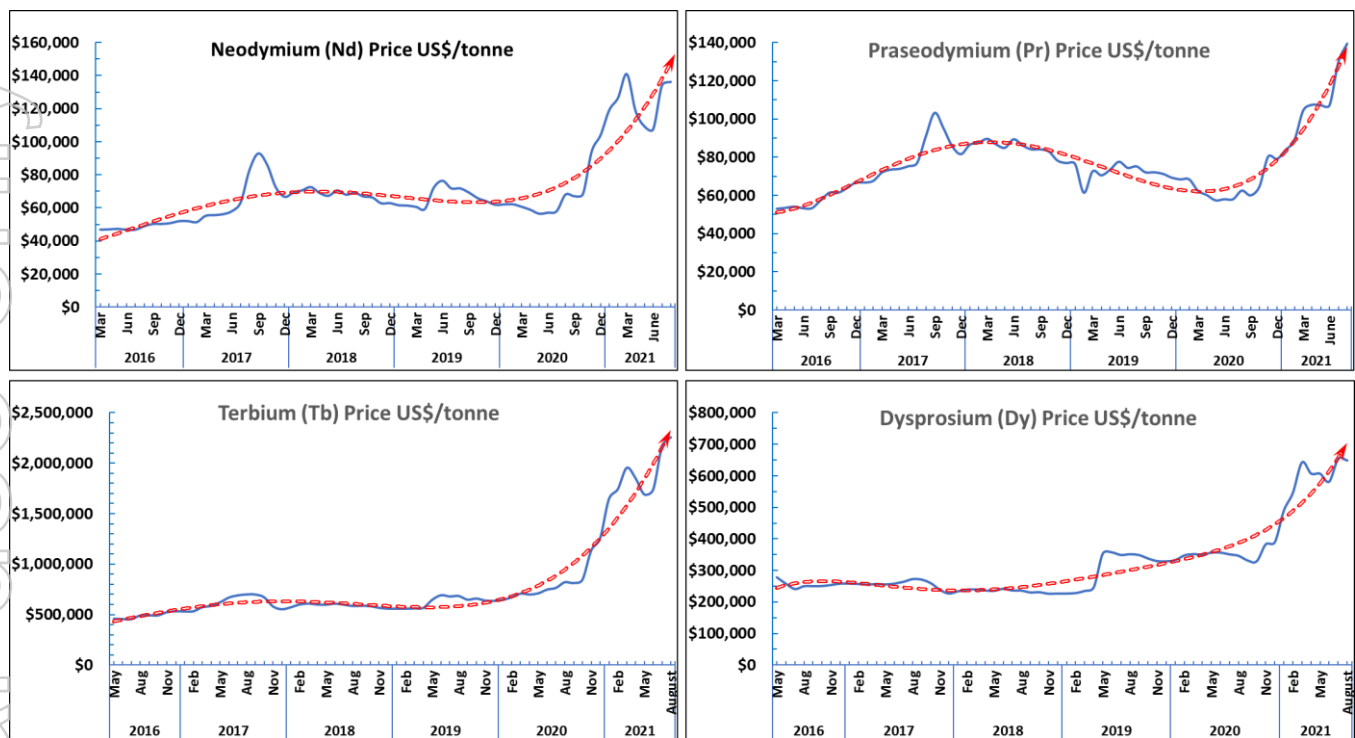 Neodymium (Nd) Price US$/tonne
$160,000
$140,000
$120,000
$100,000
$80,000
$60,000
$40,000
$20,000
$0
Mar Jun Sep Dec Mar Jun Sep Dec Mar Jun Sep Dec Mar Jun Sep Dec Mar Jun Sep Dec Mar June
2016 2017 2018 2019 2020 2021
Praseodymium (Pr) Price US$/tonne
$140,000
$120,000
$100,000
$80,000
$60,000
$40,000
$20,000
$0
Mar Jun Sep Dec Mar Jun Sep Dec Mar Jun Sep Dec Mar Jun Sep Dec Mar Jun Sep Dec Mar June
2016 2017 2018 2019 2020 2021
Terbium (Tb) Price US$/tonne
$2,500,000
$2,000,000
$1,500,000
$1,000,000
$500,000
$0
May Aug Nov Feb May Aug Nov Feb May Aug Nov Feb May Aug Nov Feb May Aug Nov Feb May August
2016 2017 2018 2019 2020 2021
Dysprosium (Dy) Price US$/tonne
$800,000
$700,000
$600,000
$500,000
$400,000
$300,000
$200,000
$100,000
$0
May Aug Nov Feb May Aug Nov Feb May Aug Nov Feb May Aug Nov Feb May Aug Nov Feb May August
2016 2017 2018 2019 2020 2021